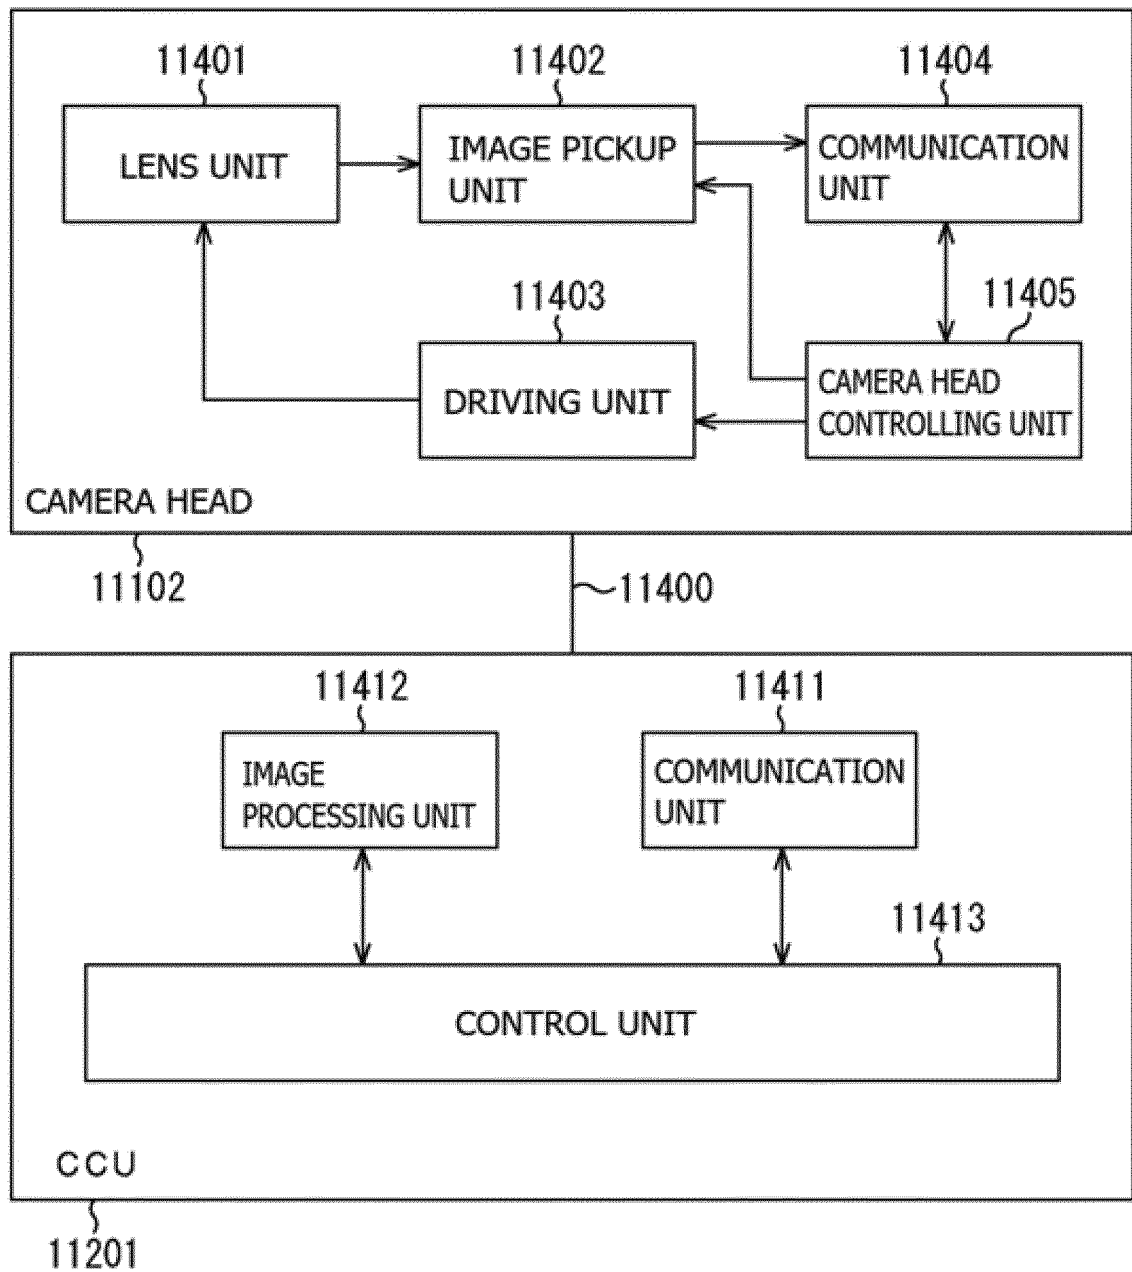 11401
11402
11404
LENS UNIT
IMAGE PICKUP
UNIT
COMMUNICATION
UNIT
11403
11405
DRIVING UNIT
CAMERA HEAD
CONTROLLING UNIT
CAMERA HEAD
11102
11400
11412
11411
IMAGE
PROCESSING UNIT
COMMUNICATION
UNIT
11413
CONTROL UNIT
CCU
11201